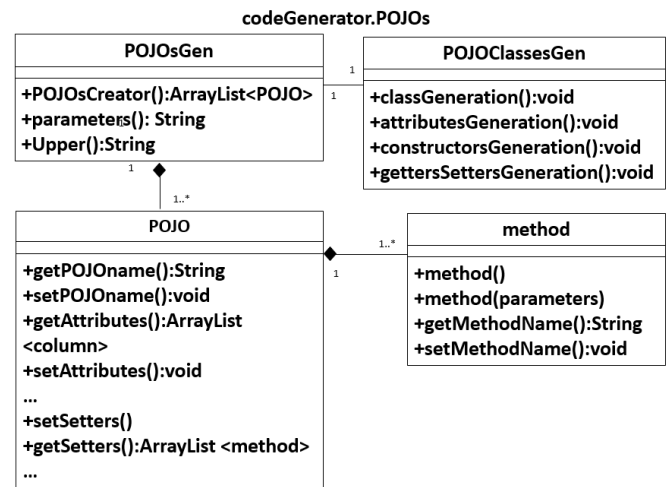 codeGenerator.POJOs
POJOsGen
+POJOsCreator():ArrayList<POJO>
+parameters(): String
+Upper():String
1
1
1
POJOClassesGen
+classGeneration():void
+attributesGeneration():void
+constructorsGeneration():void
+gettersSettersGeneration():void
1
1..*
POJO
+getPOJOname():String
+setPOJOname():void
+getAttributes():ArrayList
<column>
+setAttributes():void
...
+setSetters()
+getSetters():ArrayList <method>
...
1
1..*
method
+method()
+method(parameters)
+getMethodName():String
+setMethodName():void